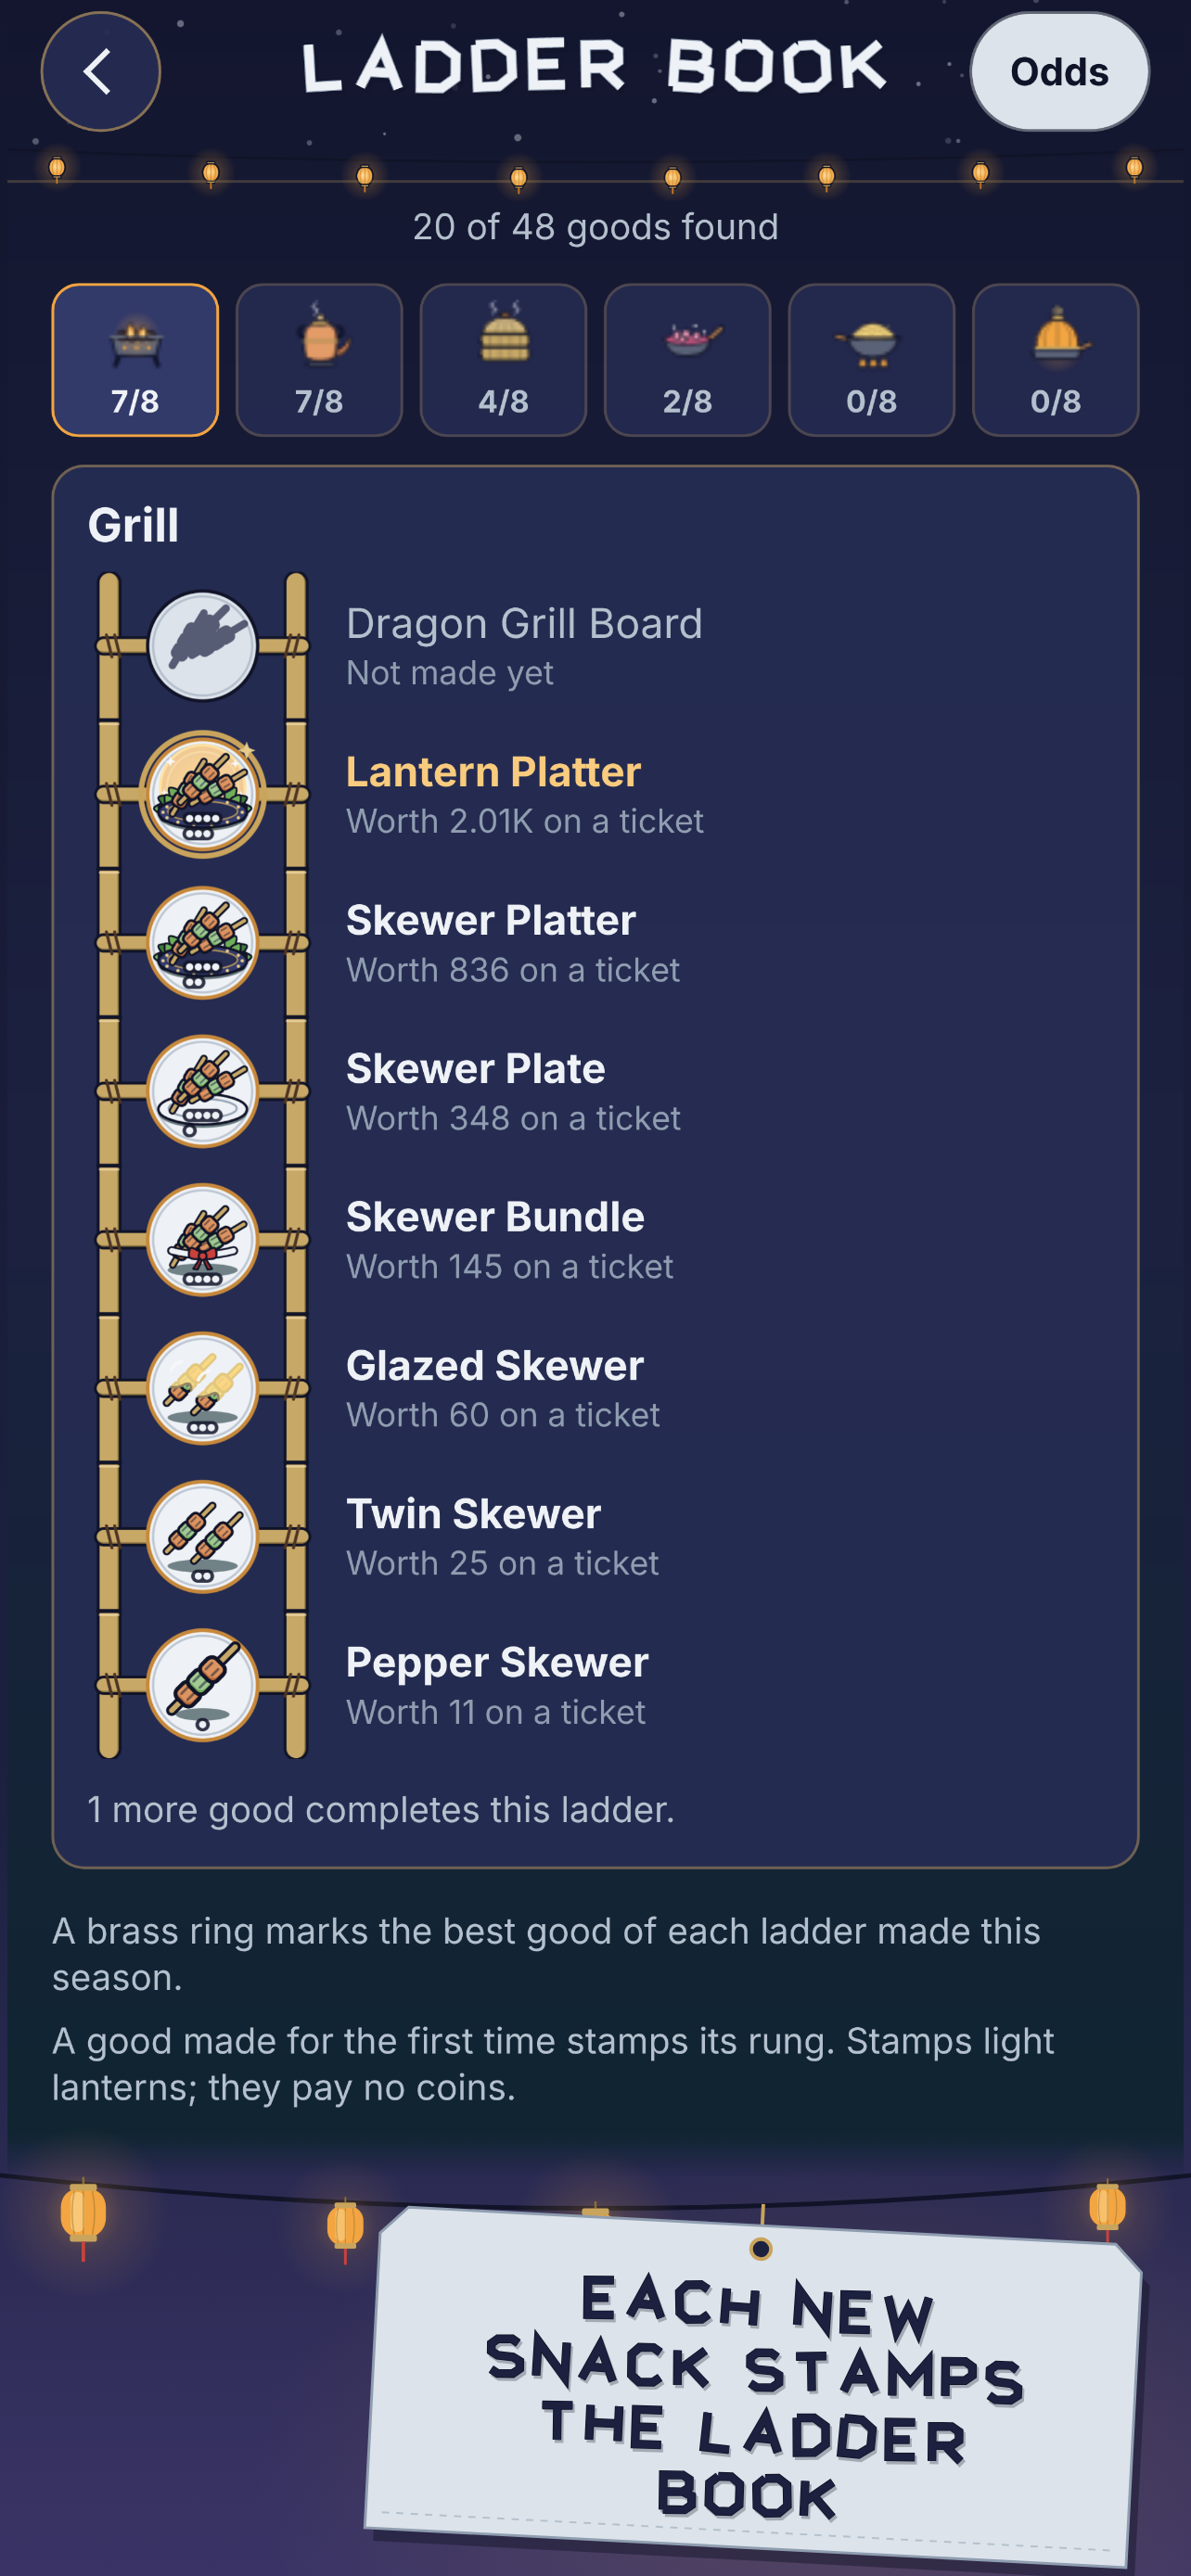 LADDER BOOK
Odds
20 of 48 goods found
7/8
7/8
4/8
2/8
0/8
0/8
Grill
Dragon Grill Board
Not made yet
Lantern Platter
Worth 2.01K on a ticket
Skewer Platter
Worth 836 on a ticket
Skewer Plate
Worth 348 on a ticket
Skewer Bundle
Worth 145 on a ticket
Glazed Skewer
Worth 60 on a ticket
Twin Skewer
Worth 25 on a ticket
Pepper Skewer
Worth 11 on a ticket
1 more good completes this ladder.
A brass ring marks the best good of each ladder made this
season.
A good made for the first time stamps its rung. Stamps light
lanterns; they pay no coins.
EACH NEW
SNACK STAMPS
THE LADDER
BOOK